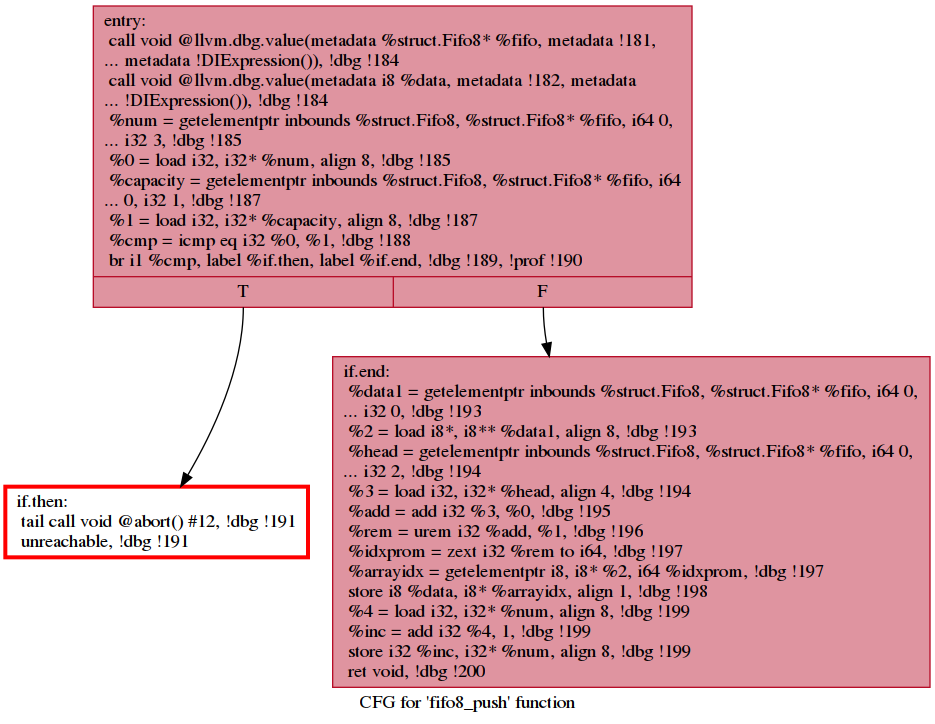 entry:
call void @llvm.dbg.value(metadata %struct.Fifo8* %fifo, metadata !181,
... metadata !DIExpression()), !dbg !184
call void @llvm.dbg.value(metadata i8 %data, metadata !182, metadata
... !DIExpression()), !dbg !184
%num = getelementptr inbounds %struct.Fifo8, %struct.Fifo8* %fifo, i64 0,
... i32 3, !dbg !185
%0 = load i32, i32* %num, align 8, !dbg !185
%capacity = getelementptr inbounds %struct.Fifo8, %struct.Fifo8* %fifo, i64
... 0, i32 1, !dbg !187
%1 = load i32, i32* %capacity, align 8, !dbg !187
%cmp = icmp eq i32 %0, %1, !dbg !188
br i1 %cmp, label %if.then, label %if.end, !dbg !189, !prof !190
T F
if.end:
%data1 = getelementptr inbounds %struct.Fifo8, %struct.Fifo8* %fifo, i64 0,
... i32 0, !dbg !193
%2 = load i8*, i8** %data1, align 8, !dbg !193
%head = getelementptr inbounds %struct.Fifo8, %struct.Fifo8* %fifo, i64 0,
... i32 2, !dbg !194
%3 = load i32, i32* %head, align 4, !dbg !194
%add = add i32 %3, %0, !dbg !195
%rem = urem i32 %add, %1, !dbg !196
%idxprom = zext i32 %rem to i64, !dbg !197
%arrayidx = getelementptr i8, i8* %2, i64 %idxprom, !dbg !197
store i8 %data, i8* %arrayidx, align 1, !dbg !198
%4 = load i32, i32* %num, align 8, !dbg !199
%inc = add i32 %4, 1, !dbg !199
store i32 %inc, i32* %num, align 8, !dbg !199
ret void, !dbg !200
if.then:
tail call void @abort() #12, !dbg !191
unreachable, !dbg !191
CFG for 'fifo8_push' function